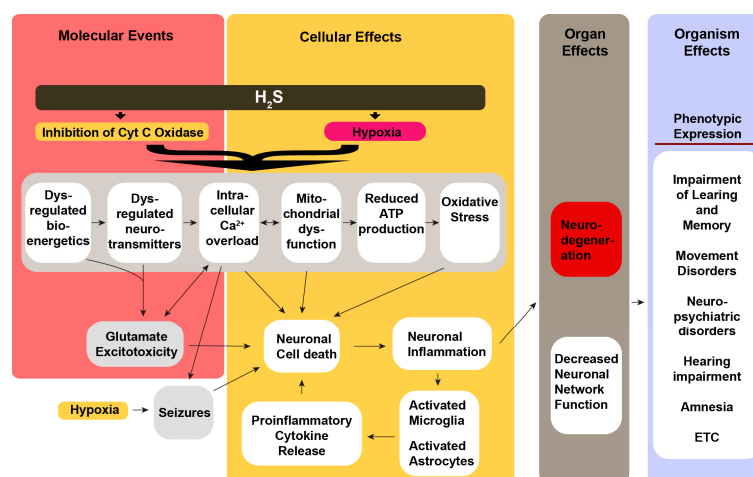 Molecular Events
Cellular Effects
Organ
Effects
Organism
Effects
H₂S
Inhibition of Cyt C Oxidase
Hypoxia
Phenotypic
Expression
Dys-
regulated
bio-
energetics
Dys-
regulated
neuro-
transmitters
Intra-
cellular
Ca²⁺
overload
Mito-
chondrial
dys-
function
Reduced
ATP
production
Oxidative
Stress
Neuro-
degener-
ation
Impairment
of Learing
and
Memory
Movement
Disorders
Neuro-
psychiatric
disorders
Hearing
impairment
Amnesia
ETC
Glutamate
Excitotoxicity
Neuronal
Cell death
Neuronal
Inflammation
Decreased
Neuronal
Network
Function
Hypoxia
Seizures
Proinflammatory
Cytokine
Release
Activated
Microglia
Activated
Astrocytes